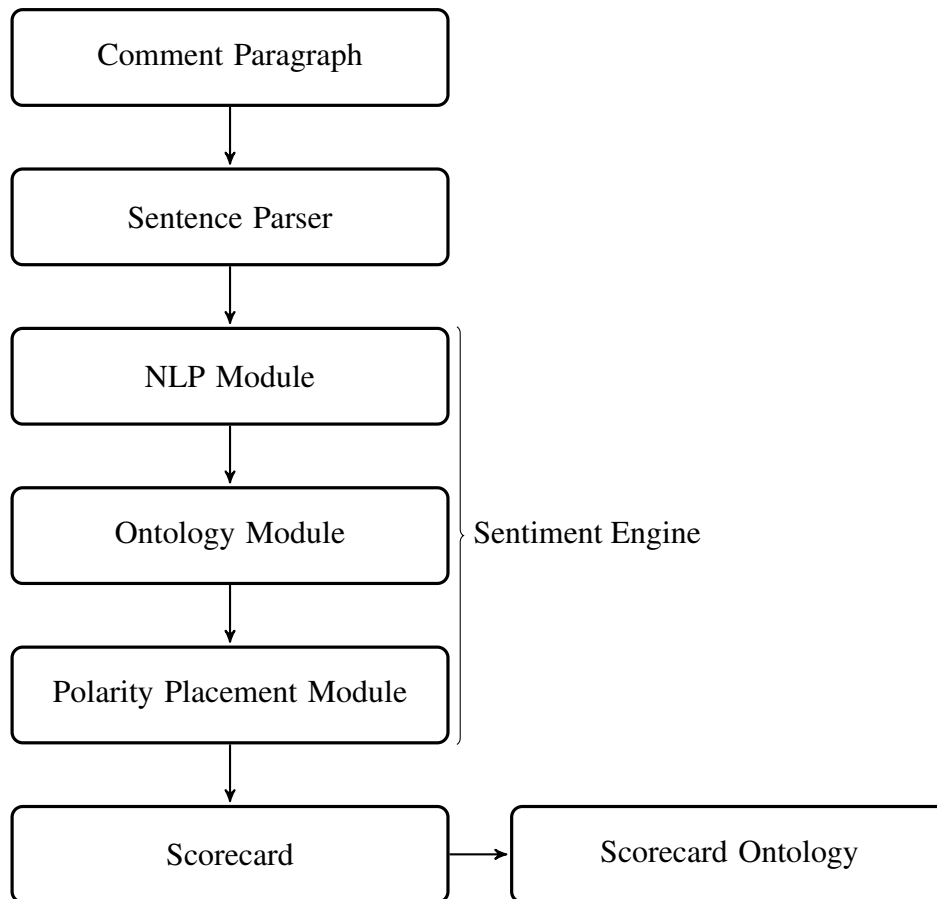 Comment Paragraph
Sentence Parser
NLP Module
Ontology Module
Sentiment Engine
Polarity Placement Module
Scorecard
Scorecard Ontology